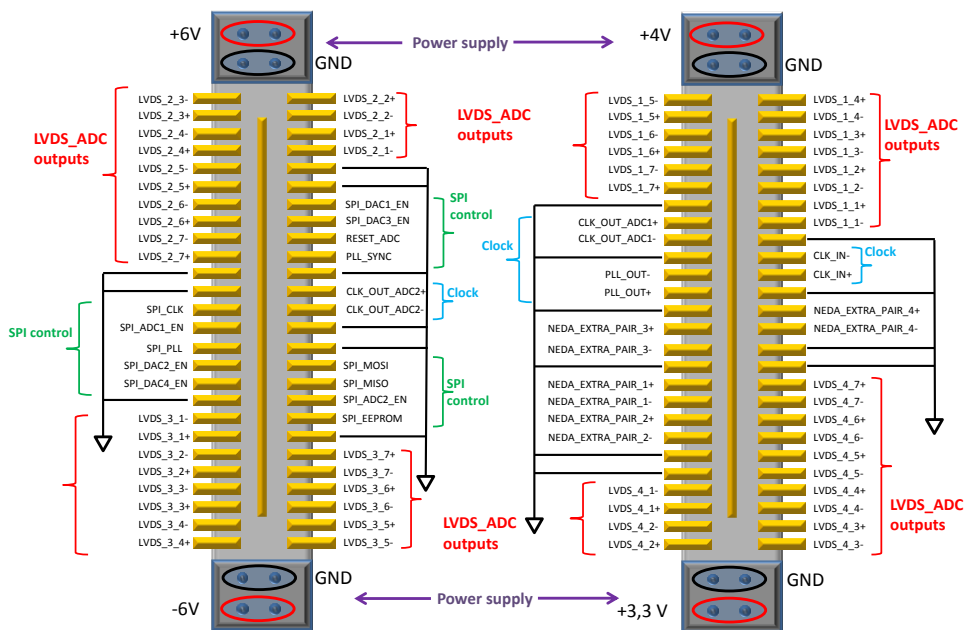 +6V
Power supply
+4V
GND
GND
LVDS_ADC
outputs
LVDS_2_3-
LVDS_2_3+
LVDS_2_4-
LVDS_2_4+
LVDS_2_5-
LVDS_2_5+
LVDS_2_6-
LVDS_2_6+
LVDS_2_7-
LVDS_2_7+
SPI control
SPI_CLK
SPI_ADC1_EN
SPI_PLL
SPI_DAC2_EN
SPI_DAC4_EN
LVDS_3_1-
LVDS_3_1+
LVDS_3_2-
LVDS_3_2+
LVDS_3_3-
LVDS_3_3+
LVDS_3_4-
LVDS_3_4+
LVDS_2_2+
LVDS_2_2-
LVDS_2_1+
LVDS_2_1-
LVDS_ADC
outputs
SPI_DAC1_EN
SPI_DAC3_EN
RESET_ADC
PLL_SYNC
SPI
control
CLK_OUT_ADC2+
CLK_OUT_ADC2-
Clock
SPI_MOSI
SPI_MISO
SPI_ADC2_EN
SPI_EEPROM
SPI
control
LVDS_3_7+
LVDS_3_7-
LVDS_3_6+
LVDS_3_6-
LVDS_3_5+
LVDS_3_5-
LVDS_ADC
outputs
LVDS_1_5-
LVDS_1_5+
LVDS_1_6-
LVDS_1_6+
LVDS_1_7-
LVDS_1_7+
Clock
CLK_OUT_ADC1+
CLK_OUT_ADC1-
PLL_OUT-
PLL_OUT+
NEDA_EXTRA_PAIR_3+
NEDA_EXTRA_PAIR_3-
NEDA_EXTRA_PAIR_1+
NEDA_EXTRA_PAIR_1-
NEDA_EXTRA_PAIR_2+
NEDA_EXTRA_PAIR_2-
LVDS_4_1-
LVDS_4_1+
LVDS_4_2-
LVDS_4_2+
LVDS_1_4+
LVDS_1_4-
LVDS_1_3+
LVDS_1_3-
LVDS_1_2+
LVDS_1_2-
LVDS_1_1+
LVDS_1_1-
LVDS_ADC
outputs
CLK_IN-
CLK_IN+
Clock
NEDA_EXTRA_PAIR_4+
NEDA_EXTRA_PAIR_4-
LVDS_4_7+
LVDS_4_7-
LVDS_4_6+
LVDS_4_6-
LVDS_4_5+
LVDS_4_5-
LVDS_4_4+
LVDS_4_4-
LVDS_4_3+
LVDS_4_3-
LVDS_ADC
outputs
GND
GND
-6V
Power supply
+3,3 V